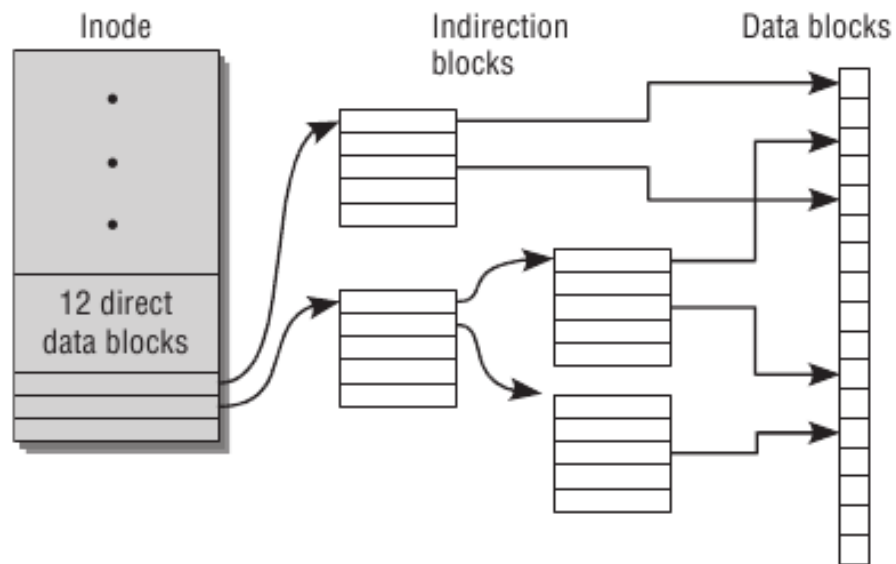 Inode
Indirection
blocks
Data blocks
12 direct
data blocks